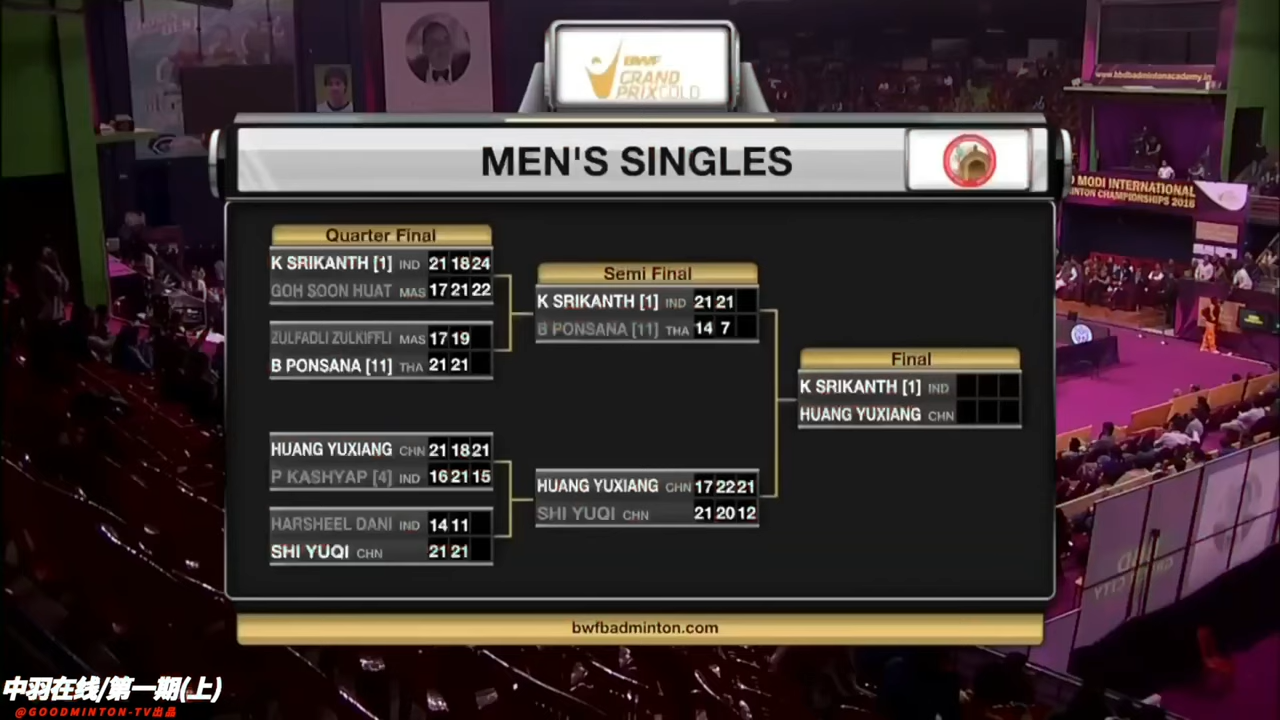 BWF
GRAND
PRIXGOLD
www.bbdbadmintonacademy.in
MEN'S SINGLES
D MODI INTERNATIONAL
INTON CHAMPIONSHIPS 2016
Quarter Final
K SRIKANTH [1] IND 21 18 24
GOH SOON HUAT MAS 17 21 22
ZULFADLI ZULKIFFLI MAS 17 19
B PONSANA [11] THA 21 21
HUANG YUXIANG CHN 21 18 21
P KASHYAP [4] IND 16 21 15
HARSHEEL DANI IND 14 11
SHI YUQI CHN 21 21
Semi Final
K SRIKANTH [1] IND 21 21
B PONSANA [11] THA 14 7
HUANG YUXIANG CHN 17 22 21
SHI YUQI CHN 21 20 12
Final
K SRIKANTH [1] IND
HUANG YUXIANG CHN
bwfbadminton.com
中羽在线/第一期(上)
@GOODMINTON-TV出品